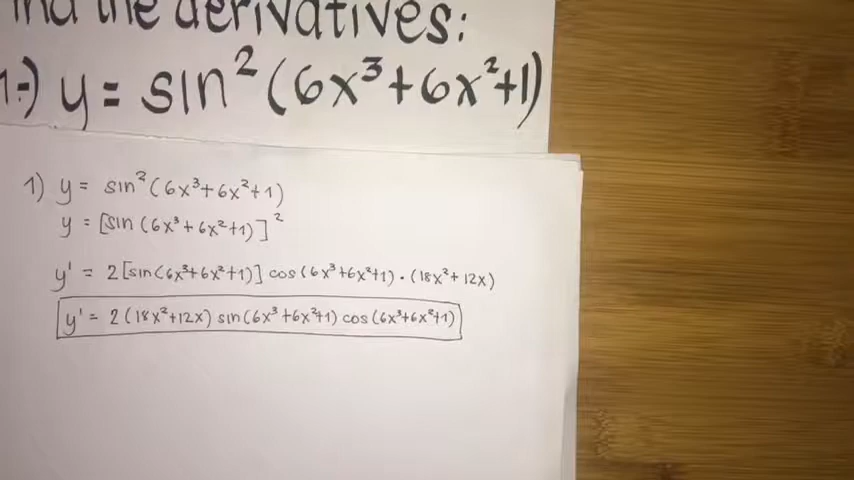 the derivatives:
1.) y = sin²(6x³+6x²+1)
1) y = sin²(6x³+6x²+1)
y = [sin(6x³+6x²+1)]²
y' = 2[sin(6x³+6x²+1)] cos(6x³+6x²+1) · (18x²+12x)
y' = 2(18x²+12x) sin(6x³+6x²+1) cos(6x³+6x²+1)